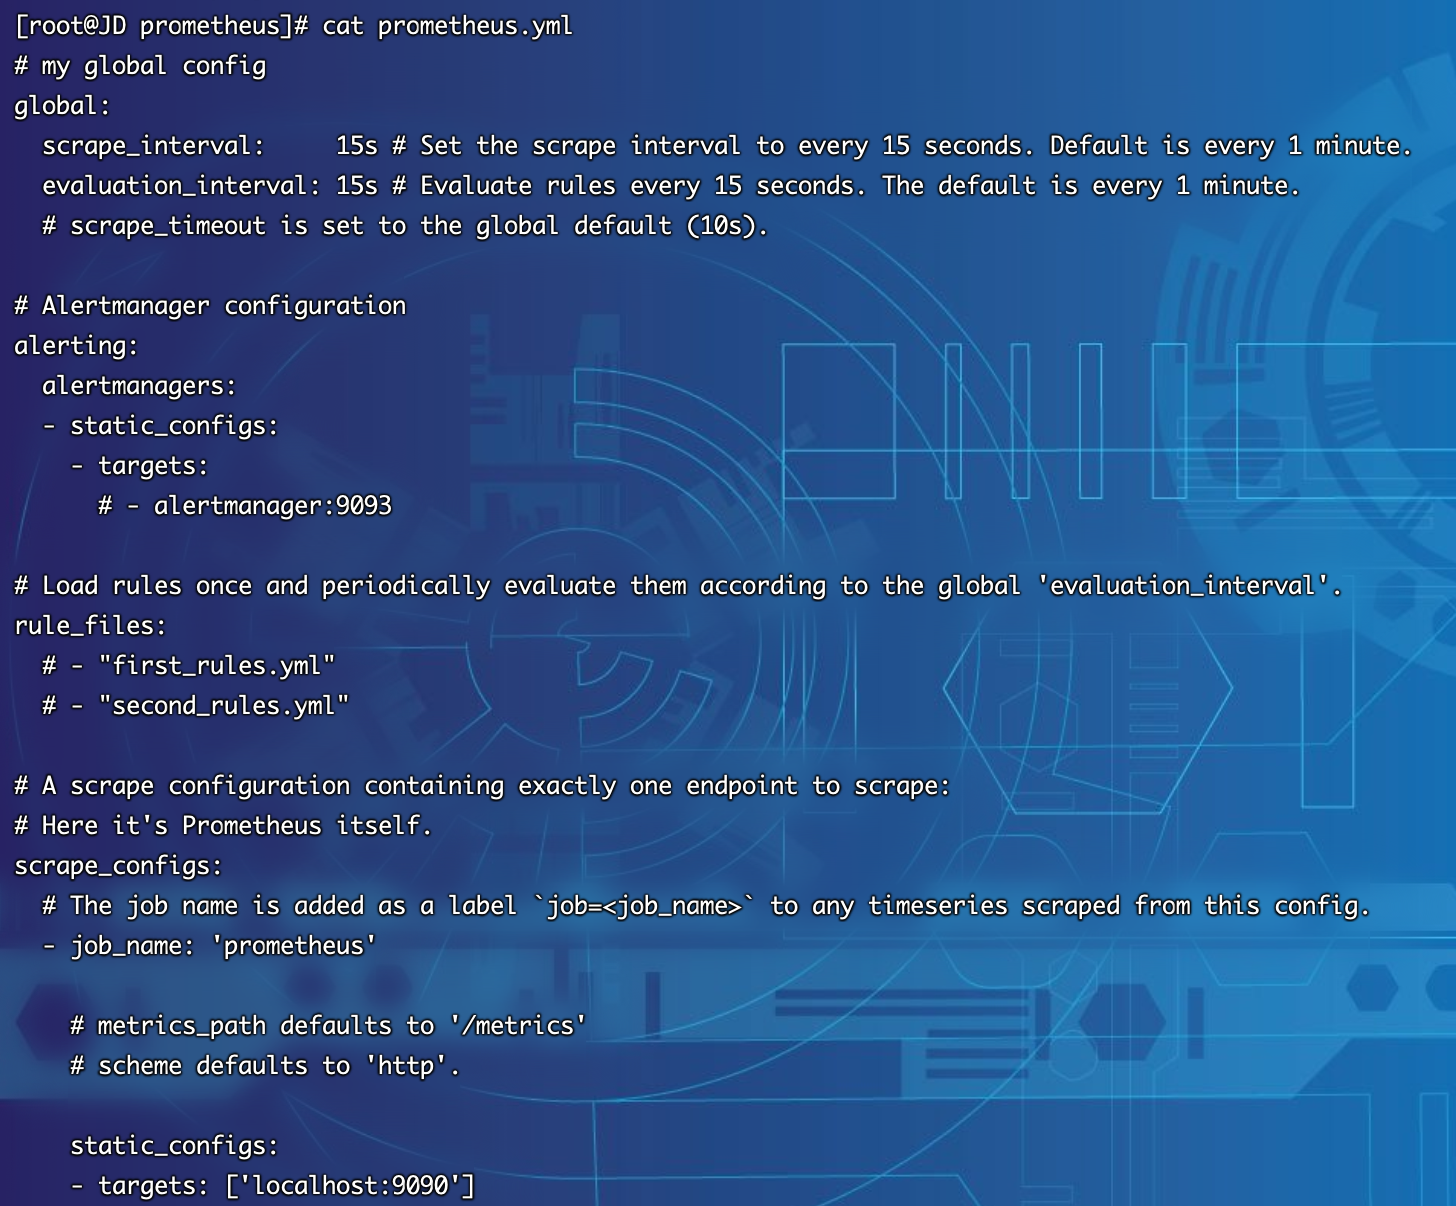 [root@JD prometheus]# cat prometheus.yml
# my global config
global:
  scrape_interval:     15s # Set the scrape interval to every 15 seconds. Default is every 1 minute.
  evaluation_interval: 15s # Evaluate rules every 15 seconds. The default is every 1 minute.
  # scrape_timeout is set to the global default (10s).

# Alertmanager configuration
alerting:
  alertmanagers:
  - static_configs:
    - targets:
      # - alertmanager:9093

# Load rules once and periodically evaluate them according to the global 'evaluation_interval'.
rule_files:
  # - "first_rules.yml"
  # - "second_rules.yml"

# A scrape configuration containing exactly one endpoint to scrape:
# Here it's Prometheus itself.
scrape_configs:
  # The job name is added as a label `job=<job_name>` to any timeseries scraped from this config.
  - job_name: 'prometheus'

    # metrics_path defaults to '/metrics'
    # scheme defaults to 'http'.

    static_configs:
    - targets: ['localhost:9090']